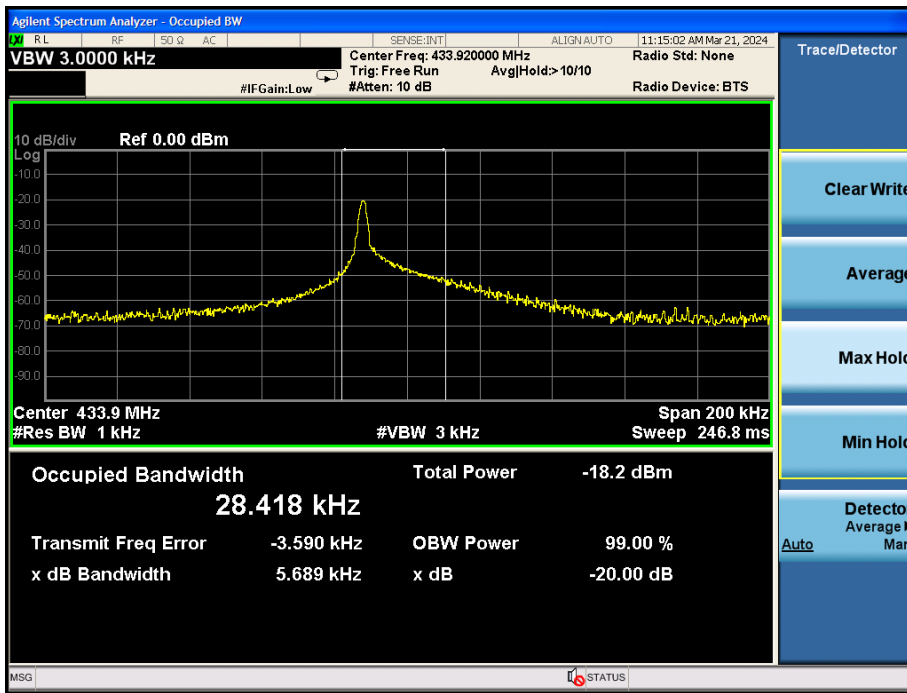 Agilent Spectrum Analyzer - Occupied BW
LXI RL RF 50 Ω AC SENSE:INT ALIGN AUTO 11:15:02 AM Mar 21, 2024
VBW 3.0000 kHz
Center Freq: 433.920000 MHz
Radio Std: None
Trig: Free Run Avg|Hold:>10/10
#IFGain:Low
#Atten: 10 dB
Radio Device: BTS
Trace/Detector
10 dB/div Ref 0.00 dBm
Log
-10.0
-20.0
-30.0
-40.0
-50.0
-60.0
-70.0
-80.0
-90.0
Center 433.9 MHz Span 200 kHz
#Res BW 1 kHz #VBW 3 kHz Sweep 246.8 ms
Occupied Bandwidth Total Power -18.2 dBm
28.418 kHz
Transmit Freq Error -3.590 kHz OBW Power 99.00 %
x dB Bandwidth 5.689 kHz x dB -20.00 dB
Clear Write
Average
Max Hold
Min Hold
Detecto
Average
Auto Man
MSG STATUS